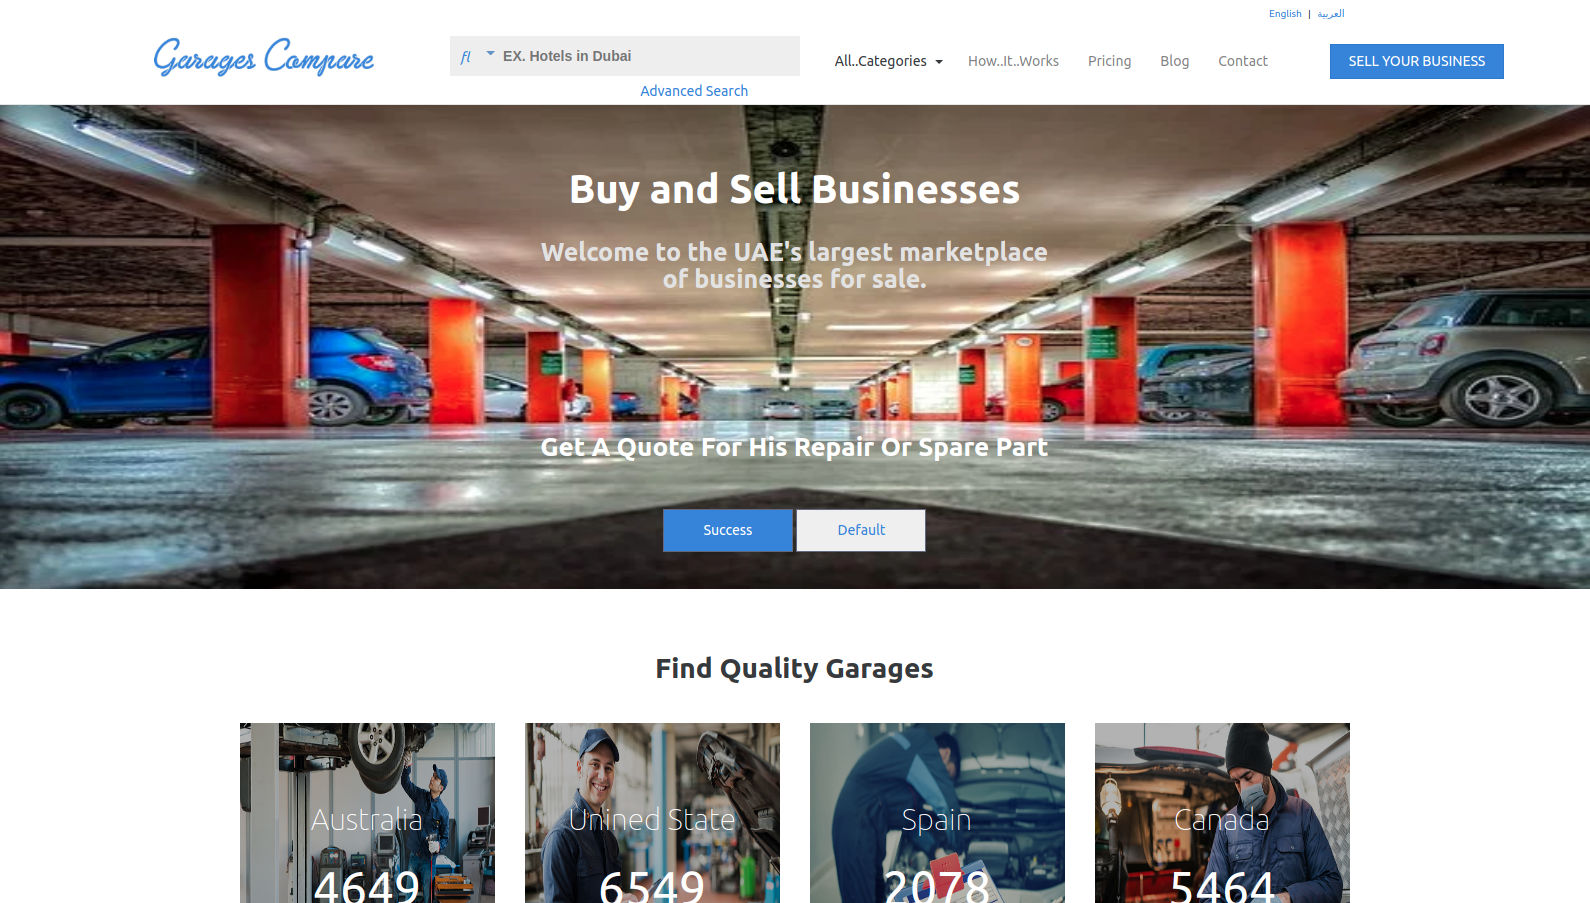 English | العربية
Garages Compare
fl EX. Hotels in Dubai
All..Categories How..It..Works Pricing Blog Contact
SELL YOUR BUSINESS
Advanced Search
Buy and Sell Businesses
Welcome to the UAE's largest marketplace
of businesses for sale.
Get A Quote For His Repair Or Spare Part
Success Default
Find Quality Garages
Australia
4649
Unined State
6549
Spain
2078
Canada
5464